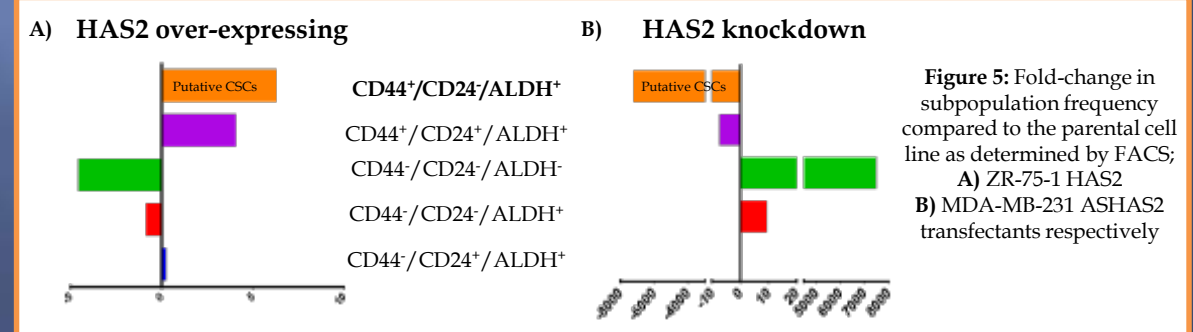 A) HAS2 over-expressing
Putative CSCs
-5 0 5 10
CD44⁺/CD24⁻/ALDH⁺
CD44⁺/CD24⁺/ALDH⁺
CD44⁻/CD24⁻/ALDH⁻
CD44⁻/CD24⁻/ALDH⁺
CD44⁻/CD24⁺/ALDH⁺
B) HAS2 knockdown
Putative CSCs
-8000 -6000 -4000 -10 0 10 20 5000 6000 7000 8000
Figure 5: Fold-change in
subpopulation frequency
compared to the parental cell
line as determined by FACS;
A) ZR-75-1 HAS2
B) MDA-MB-231 ASHAS2
transfectants respectively